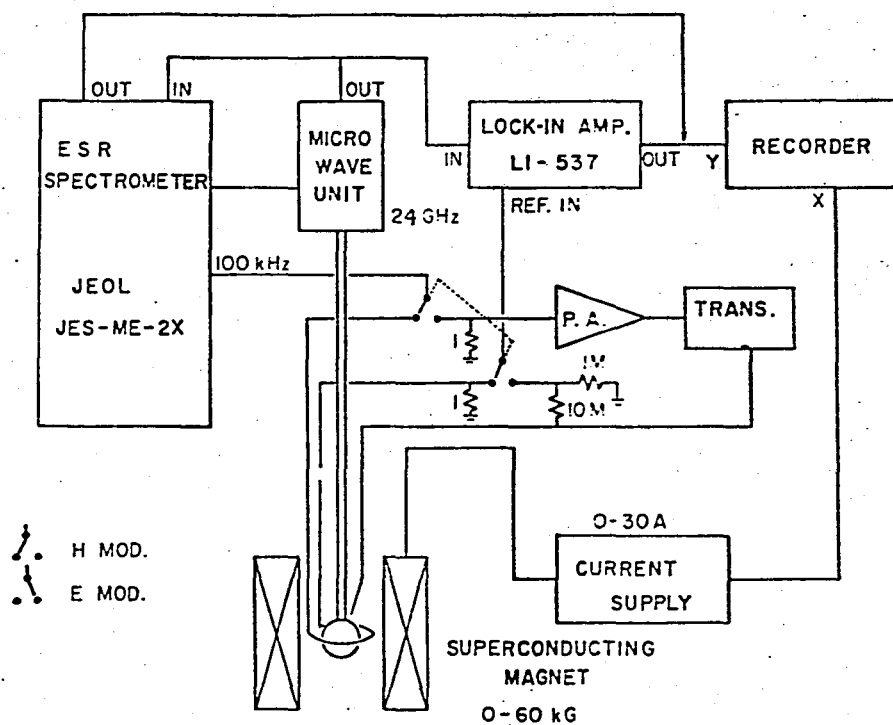 OUT
IN
OUT
E S R
SPECTROMETER
JEOL
JES-ME-2X
MICRO
WAVE
UNIT
24 GHz
IN
LOCK-IN AMP.
LI-537
OUT
REF. IN
Y
RECORDER
X
100 kHz
P. A.
TRANS.
1
1M
1
10M
H MOD.
E MOD.
0-30A
CURRENT
SUPPLY
SUPERCONDUCTING
MAGNET
0-60 kG